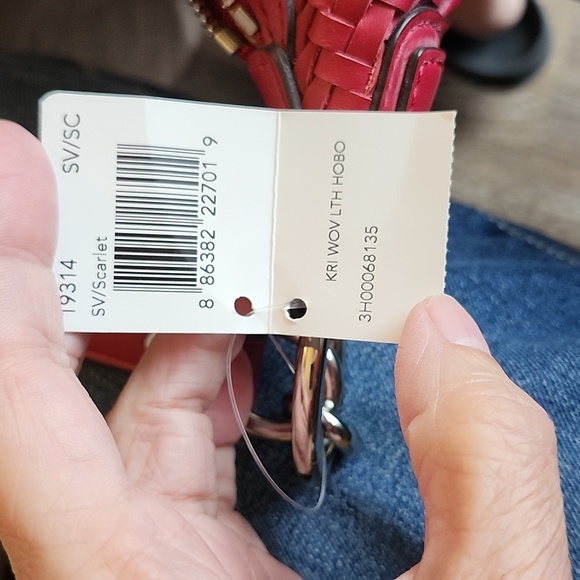 SV/SC
19314
SV/Scarlet
8 86382 22701 9
KRI WOV LTH HOBO
3H00068135